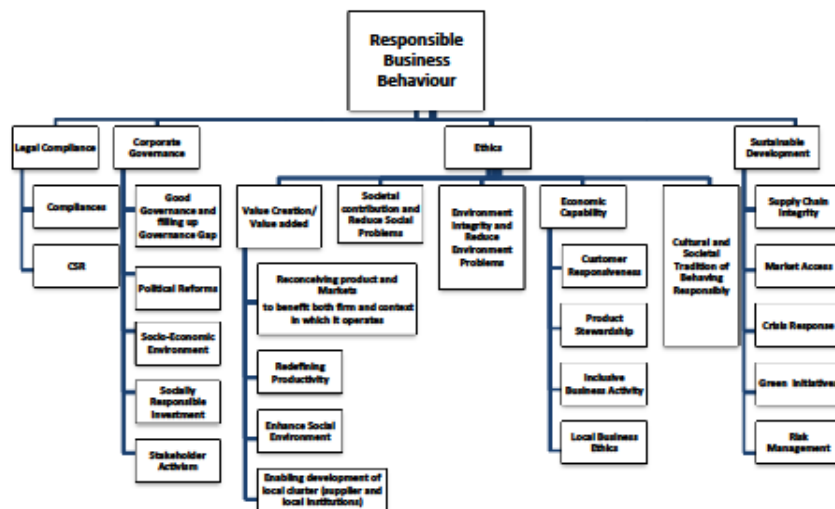 Responsible
Business
Behaviour
Legal Compliance
Corporate
Governance
Ethics
Sustainable
Development
Compliances
CSR
Good
Governance and
filling up
Governance Gap
Political Reforms
Socio-Economic
Environment
Socially
Responsible
Investment
Stakeholder
Activism
Value Creation/
Value added
Societal
contribution and
Reduce Social
Problems
Environment
Integrity and
Reduce
Environment
Problems
Economic
Capability
Cultural and
Societal
Tradition of
Behaving
Responsibly
Reconceiving product and
Markets
to benefit both firm and context
in which it operates
Redefining
Productivity
Enhance Social
Environment
Enabling development of
local cluster (supplier and
local institutions)
Customer
Responsiveness
Product
Stewardship
Inclusive
Business Activity
Local Business
Ethics
Supply Chain
Integrity
Market Access
Crisis Response
Green Initiatives
Risk
Management